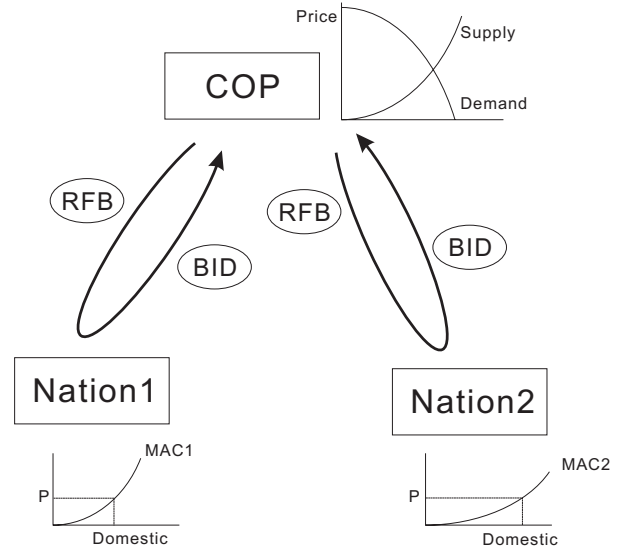 Price
Supply
COP
Demand
RFB
RFB
BID
BID
Nation1
Nation2
MAC1
P
Domestic
MAC2
P
Domestic